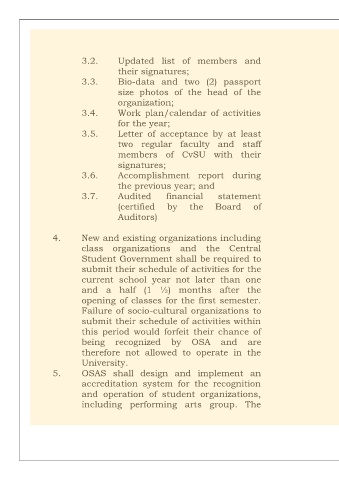 3.2. Updated list of members and
their signatures;
3.3. Bio-data and two (2) passport
size photos of the head of the
organization;
3.4. Work plan/calendar of activities
for the year;
3.5. Letter of acceptance by at least
two regular faculty and staff
members of CvSU with their
signatures;
3.6. Accomplishment report during
the previous year; and
3.7. Audited financial statement
(certified by the Board of
Auditors)
4. New and existing organizations including
class organizations and the Central
Student Government shall be required to
submit their schedule of activities for the
current school year not later than one
and a half (1 ½) months after the
opening of classes for the first semester.
Failure of socio-cultural organizations to
submit their schedule of activities within
this period would forfeit their chance of
being recognized by OSA and are
therefore not allowed to operate in the
University.
5. OSAS shall design and implement an
accreditation system for the recognition
and operation of student organizations,
including performing arts group. The